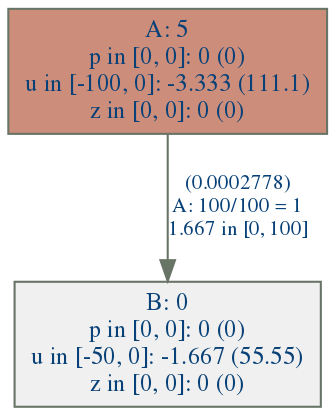 A: 5
p in [0, 0]: 0 (0)
u in [-100, 0]: -3.333 (111.1)
z in [0, 0]: 0 (0)
(0.0002778)
A: 100/100 = 1
1.667 in [0, 100]
B: 0
p in [0, 0]: 0 (0)
u in [-50, 0]: -1.667 (55.55)
z in [0, 0]: 0 (0)